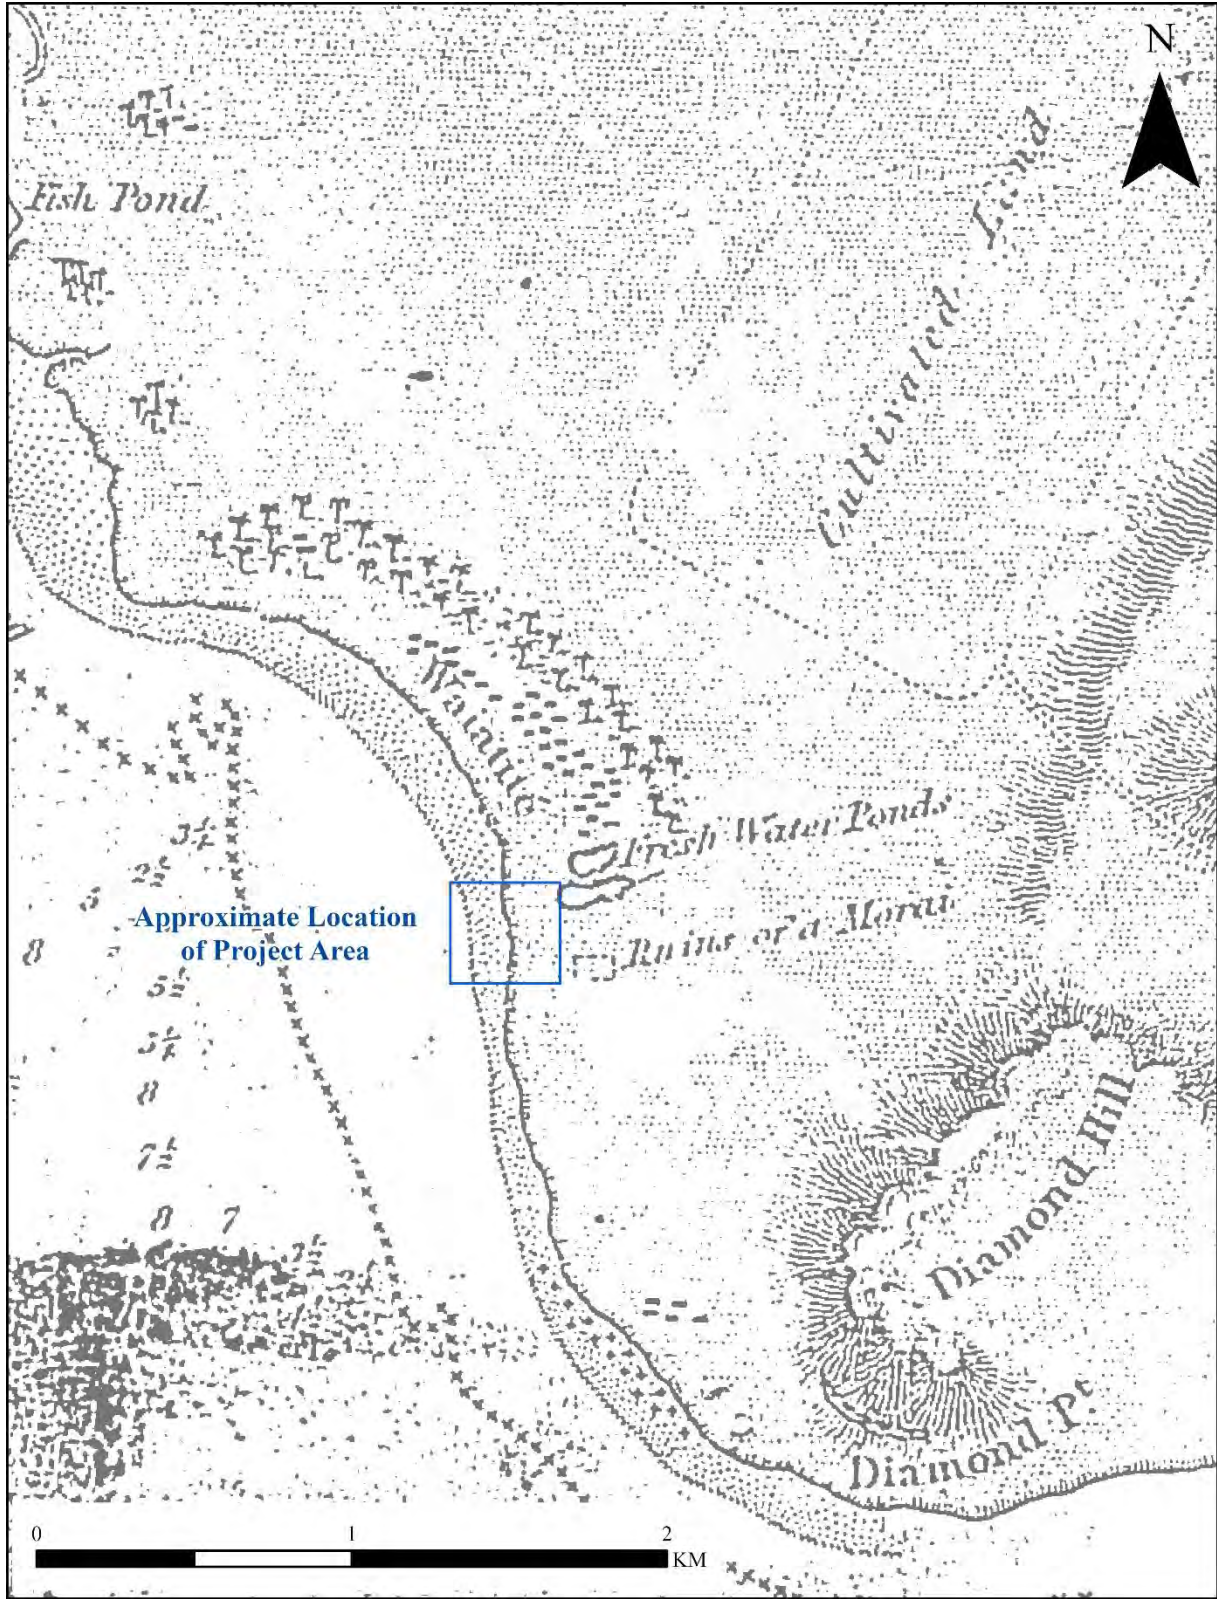 N
Fish Pond
Cultivated Land
Waititue
Fresh Water Ponds
Approximate Location
of Project Area
Ruins of a Morai.
3½
2½
5
8
5½
5½
8
7½
8 7
7½
Diamond Hill
Diamond Pt
0 1 2
KM